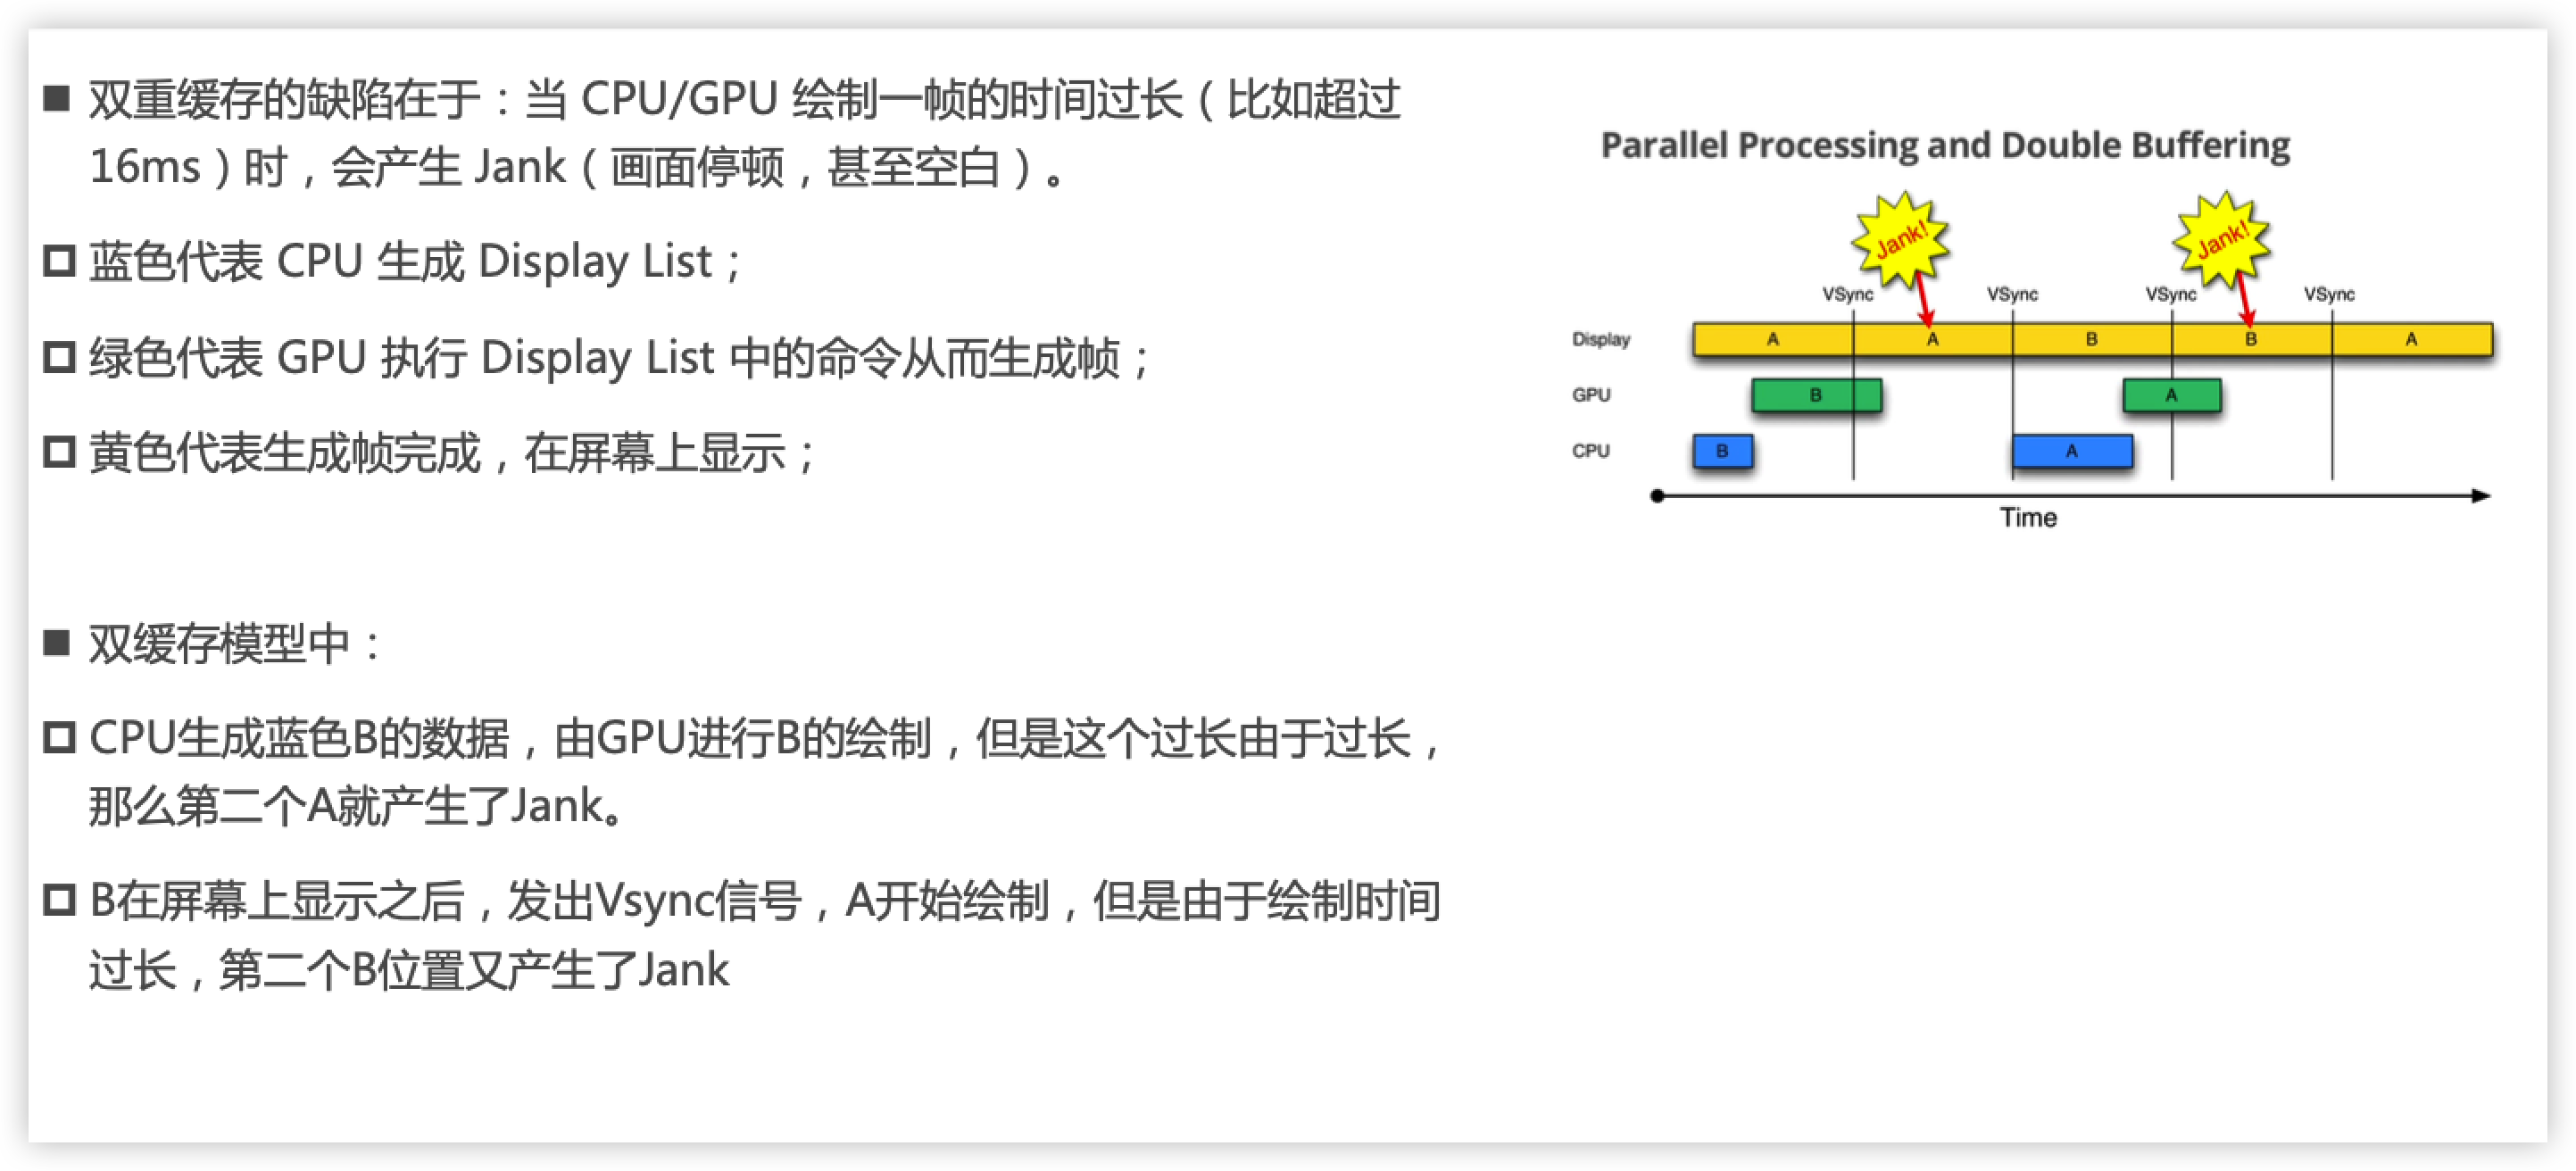 双重缓存的缺陷在于：当 CPU/GPU 绘制一帧的时间过长（比如超过
16ms）时，会产生 Jank（画面停顿，甚至空白）。
蓝色代表 CPU 生成 Display List；
绿色代表 GPU 执行 Display List 中的命令从而生成帧；
黄色代表生成帧完成，在屏幕上显示；
双缓存模型中：
CPU生成蓝色B的数据，由GPU进行B的绘制，但是这个过长由于过长，
那么第二个A就产生了Jank。
B在屏幕上显示之后，发出Vsync信号，A开始绘制，但是由于绘制时间
过长，第二个B位置又产生了Jank
Parallel Processing and Double Buffering
Jank! Jank!
VSync VSync VSync VSync
Display A A B B A
GPU B A
CPU B A
Time